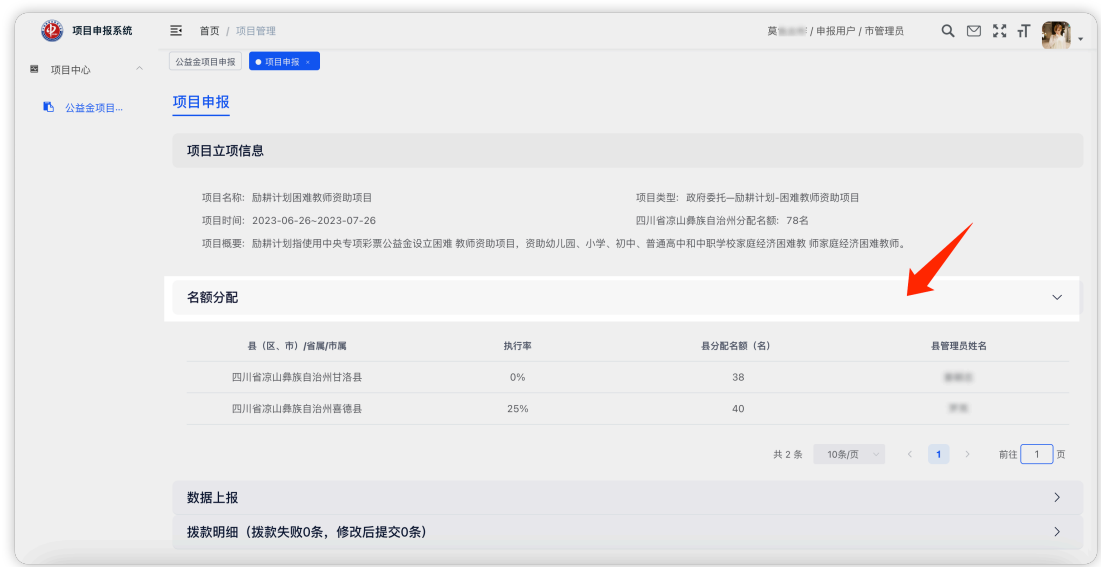 项目申报系统
首页 / 项目管理
莫 / 申报用户 / 市管理员
项目中心
公益金项目申报
项目申报 ×
公益金项目...
项目申报
项目立项信息
项目名称: 励耕计划困难教师资助项目
项目类型: 政府委托—励耕计划-困难教师资助项目
项目时间: 2023-06-26~2023-07-26
四川省凉山彝族自治州分配名额: 78名
项目概要: 励耕计划指使用中央专项彩票公益金设立困难 教师资助项目，资助幼儿园、小学、初中、普通高中和中职学校家庭经济困难教 师家庭经济困难教师。
名额分配
县（区、市）/省属/市属 执行率 县分配名额（名） 县管理员姓名
四川省凉山彝族自治州甘洛县 0% 38
四川省凉山彝族自治州喜德县 25% 40
共 2 条 10条/页 1 前往 1 页
数据上报
拨款明细（拨款失败0条，修改后提交0条）